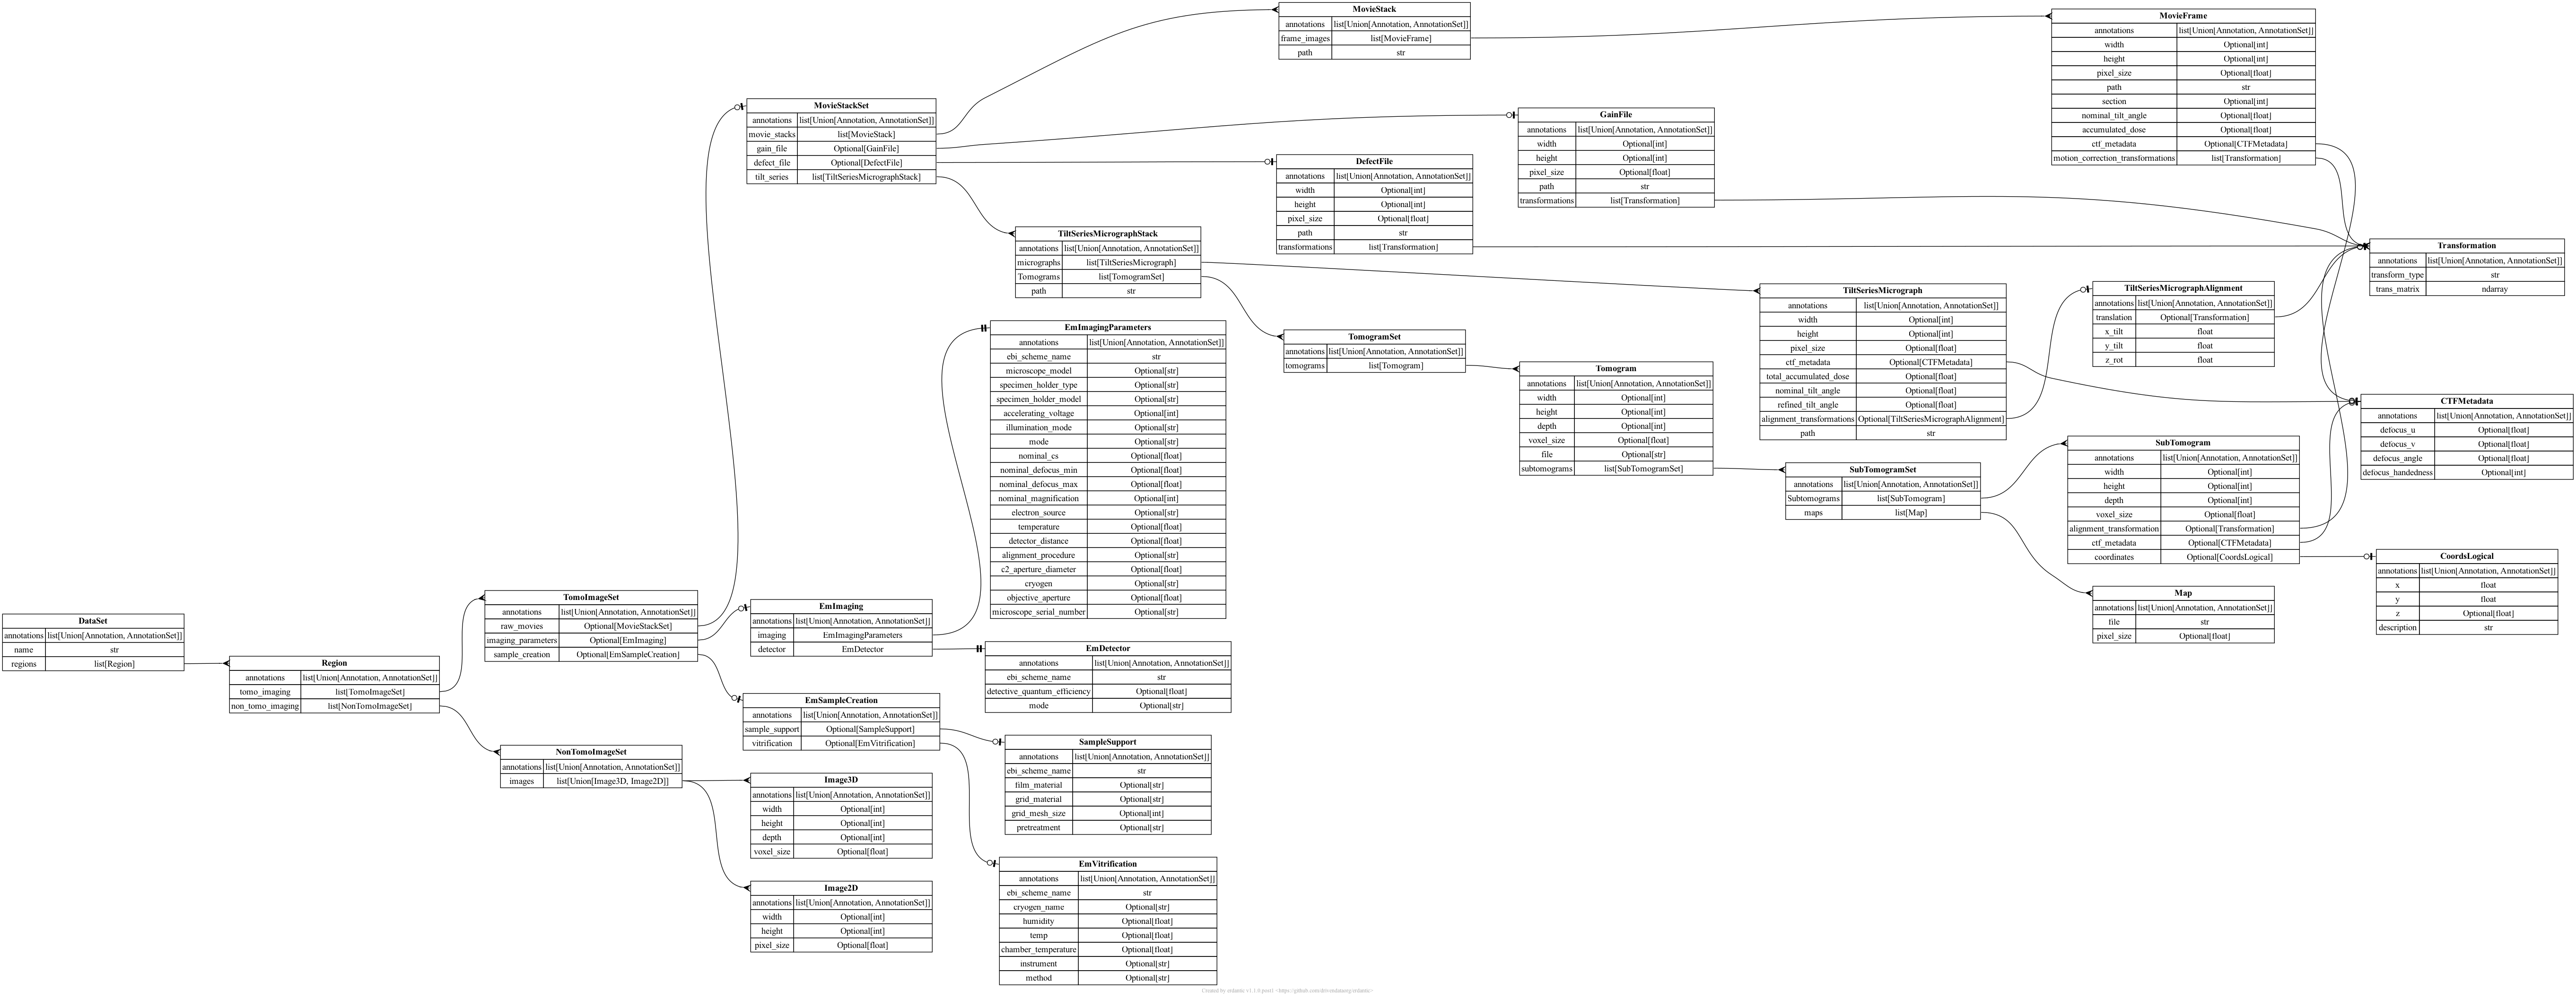 MovieStack
annotations list[Union[Annotation, AnnotationSet]]
frame_images list[MovieFrame]
path str
MovieFrame
annotations list[Union[Annotation, AnnotationSet]]
width Optional[int]
height Optional[int]
pixel_size Optional[float]
path str
section Optional[int]
nominal_tilt_angle Optional[float]
accumulated_dose Optional[float]
ctf_metadata Optional[CTFMetadata]
motion_correction_transformations list[Transformation]
MovieStackSet
annotations list[Union[Annotation, AnnotationSet]]
movie_stacks list[MovieStack]
gain_file Optional[GainFile]
defect_file Optional[DefectFile]
tilt_series list[TiltSeriesMicrographStack]
GainFile
annotations list[Union[Annotation, AnnotationSet]]
width Optional[int]
height Optional[int]
pixel_size Optional[float]
path str
transformations list[Transformation]
DefectFile
annotations list[Union[Annotation, AnnotationSet]]
width Optional[int]
height Optional[int]
pixel_size Optional[float]
path str
transformations list[Transformation]
TiltSeriesMicrographStack
annotations list[Union[Annotation, AnnotationSet]]
micrographs list[TiltSeriesMicrograph]
Tomograms list[TomogramSet]
path str
Transformation
annotations list[Union[Annotation, AnnotationSet]]
transform_type str
trans_matrix ndarray
TiltSeriesMicrograph
annotations list[Union[Annotation, AnnotationSet]]
width Optional[int]
height Optional[int]
pixel_size Optional[float]
ctf_metadata Optional[CTFMetadata]
total_accumulated_dose Optional[float]
nominal_tilt_angle Optional[float]
refined_tilt_angle Optional[float]
alignment_transformations Optional[TiltSeriesMicrographAlignment]
path str
TiltSeriesMicrographAlignment
annotations list[Union[Annotation, AnnotationSet]]
translation Optional[Transformation]
x_tilt float
y_tilt float
z_rot float
EmImagingParameters
annotations list[Union[Annotation, AnnotationSet]]
ebi_scheme_name str
microscope_model Optional[str]
specimen_holder_type Optional[str]
specimen_holder_model Optional[str]
accelerating_voltage Optional[int]
illumination_mode Optional[str]
mode Optional[str]
nominal_cs Optional[float]
nominal_defocus_min Optional[float]
nominal_defocus_max Optional[float]
nominal_magnification Optional[int]
electron_source Optional[str]
temperature Optional[float]
detector_distance Optional[float]
alignment_procedure Optional[str]
c2_aperture_diameter Optional[float]
cryogen Optional[str]
objective_aperture Optional[float]
microscope_serial_number Optional[str]
TomogramSet
annotations list[Union[Annotation, AnnotationSet]]
tomograms list[Tomogram]
Tomogram
annotations list[Union[Annotation, AnnotationSet]]
width Optional[int]
height Optional[int]
depth Optional[int]
voxel_size Optional[float]
file Optional[str]
subtomograms list[SubTomogramSet]
CTFMetadata
annotations list[Union[Annotation, AnnotationSet]]
defocus_u Optional[float]
defocus_v Optional[float]
defocus_angle Optional[float]
defocus_handedness Optional[int]
SubTomogramSet
annotations list[Union[Annotation, AnnotationSet]]
Subtomograms list[SubTomogram]
maps list[Map]
SubTomogram
annotations list[Union[Annotation, AnnotationSet]]
width Optional[int]
height Optional[int]
depth Optional[int]
voxel_size Optional[float]
alignment_transformation Optional[Transformation]
ctf_metadata Optional[CTFMetadata]
coordinates Optional[CoordsLogical]
CoordsLogical
annotations list[Union[Annotation, AnnotationSet]]
x float
y float
z Optional[float]
description str
Map
annotations list[Union[Annotation, AnnotationSet]]
file str
pixel_size Optional[float]
DataSet
annotations list[Union[Annotation, AnnotationSet]]
name str
regions list[Region]
Region
annotations list[Union[Annotation, AnnotationSet]]
tomo_imaging list[TomoImageSet]
non_tomo_imaging list[NonTomoImageSet]
TomoImageSet
annotations list[Union[Annotation, AnnotationSet]]
raw_movies Optional[MovieStackSet]
imaging_parameters Optional[EmImaging]
sample_creation Optional[EmSampleCreation]
EmImaging
annotations list[Union[Annotation, AnnotationSet]]
imaging EmImagingParameters
detector EmDetector
EmDetector
annotations list[Union[Annotation, AnnotationSet]]
ebi_scheme_name str
detective_quantum_efficiency Optional[float]
mode Optional[str]
EmSampleCreation
annotations list[Union[Annotation, AnnotationSet]]
sample_support Optional[SampleSupport]
vitrification Optional[EmVitrification]
NonTomoImageSet
annotations list[Union[Annotation, AnnotationSet]]
images list[Union[Image3D, Image2D]]
SampleSupport
annotations list[Union[Annotation, AnnotationSet]]
ebi_scheme_name str
film_material Optional[str]
grid_material Optional[str]
grid_mesh_size Optional[int]
pretreatment Optional[str]
Image3D
annotations list[Union[Annotation, AnnotationSet]]
width Optional[int]
height Optional[int]
depth Optional[int]
voxel_size Optional[float]
EmVitrification
annotations list[Union[Annotation, AnnotationSet]]
ebi_scheme_name str
cryogen_name Optional[str]
humidity Optional[float]
temp Optional[float]
chamber_temperature Optional[float]
instrument Optional[str]
method Optional[str]
Image2D
annotations list[Union[Annotation, AnnotationSet]]
width Optional[int]
height Optional[int]
pixel_size Optional[float]
Created by erdantic v1.1.0.post1 <https://github.com/drivendataorg/erdantic>